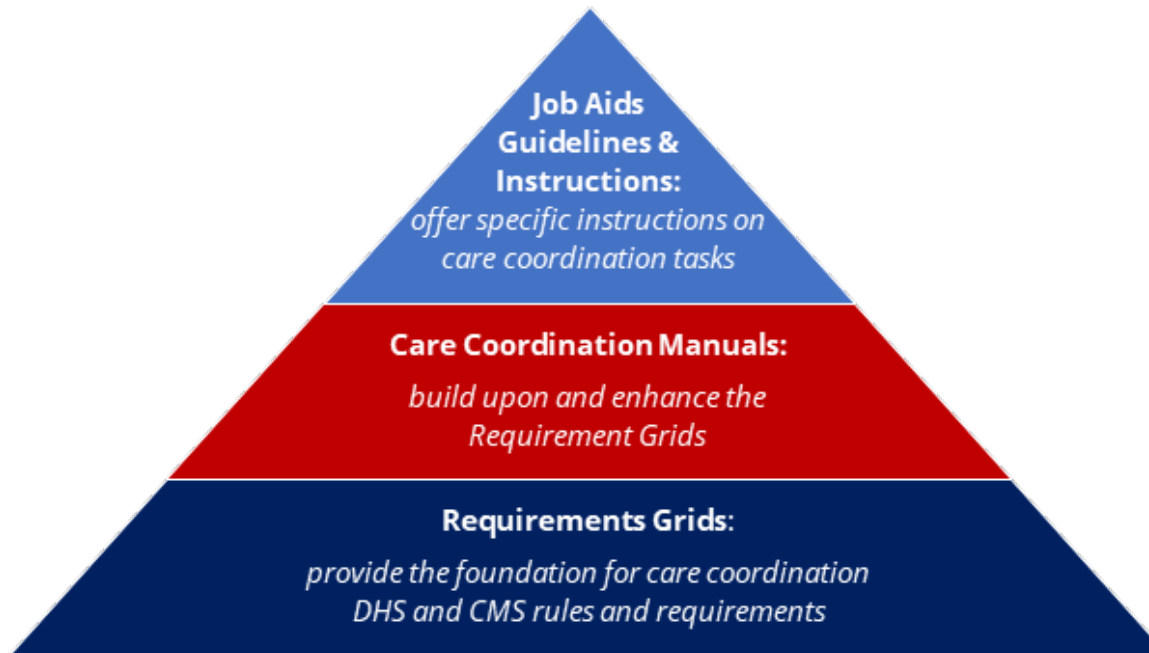 Job Aids
Guidelines &
Instructions:
offer specific instructions on
care coordination tasks
Care Coordination Manuals:
build upon and enhance the
Requirement Grids
Requirements Grids:
provide the foundation for care coordination
DHS and CMS rules and requirements